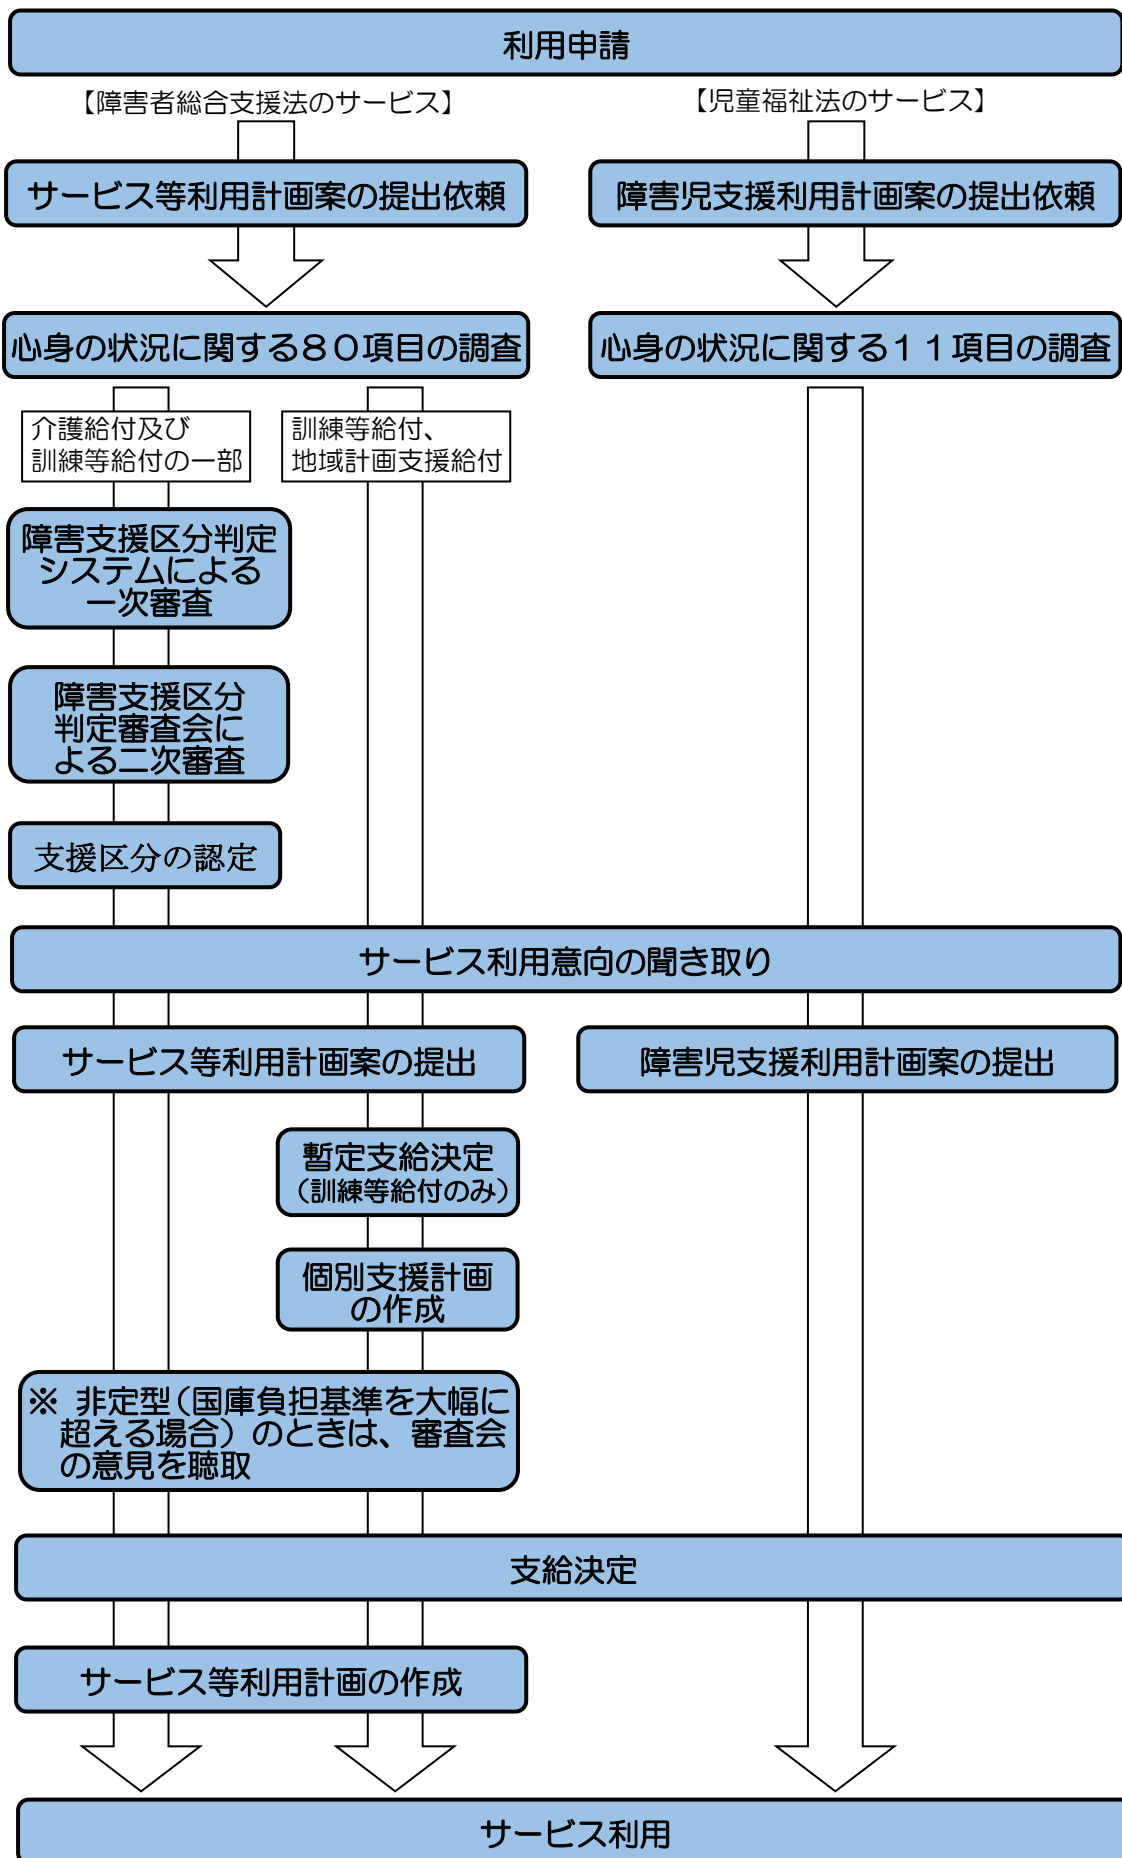 利用申請
【障害者総合支援法のサービス】
【児童福祉法のサービス】
サービス等利用計画案の提出依頼
障害児支援利用計画案の提出依頼
心身の状況に関する８０項目の調査
心身の状況に関する１１項目の調査
介護給付及び
訓練等給付の一部
訓練等給付、
地域計画支援給付
障害支援区分判定
システムによる
一次審査
障害支援区分
判定審査会に
よる二次審査
支援区分の認定
サービス利用意向の聞き取り
サービス等利用計画案の提出
障害児支援利用計画案の提出
暫定支給決定
（訓練等給付のみ）
個別支援計画
の作成
※ 非定型（国庫負担基準を大幅に
超える場合）のときは、審査会
の意見を聴取
支給決定
サービス等利用計画の作成
サービス利用